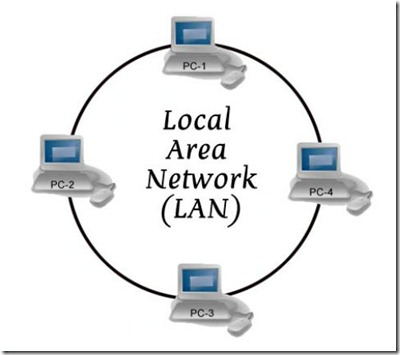 PC-1
Local
Area
Network
(LAN)
PC-2
PC-4
PC-3